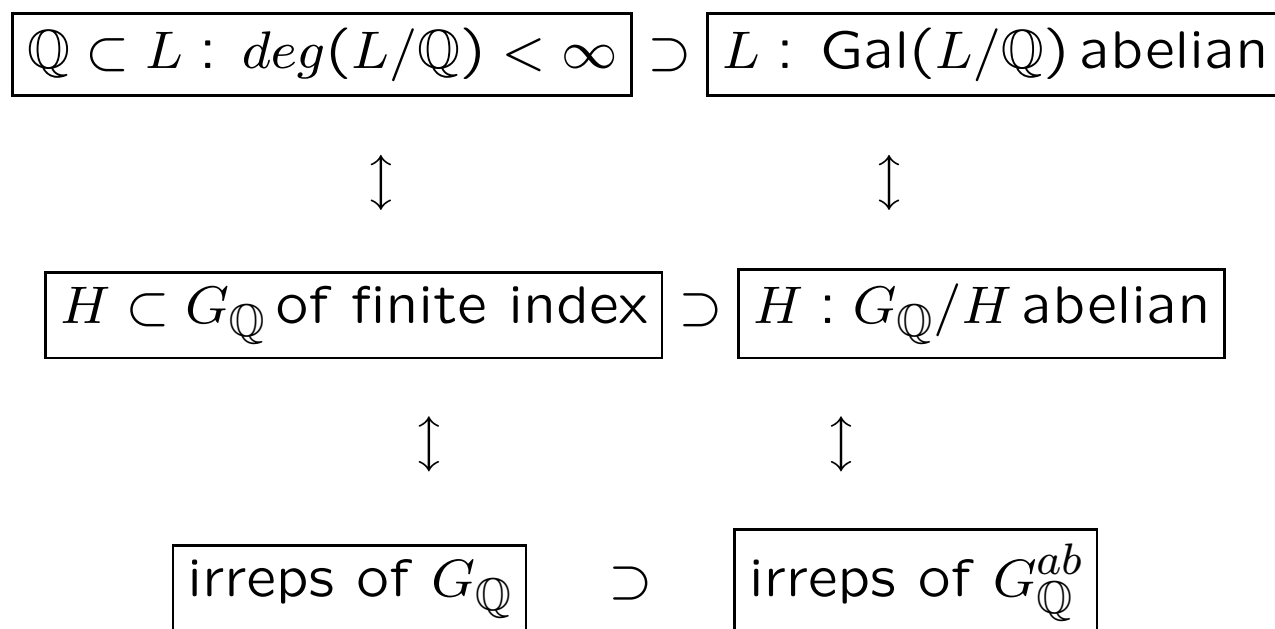 ℚ ⊂ L : deg(L/ℚ) < ∞ ⊃ L : Gal(L/ℚ) abelian
↕ ↕
H ⊂ G_ℚ of finite index ⊃ H : G_ℚ/H abelian
↕ ↕
irreps of G_ℚ ⊃ irreps of G_ℚ^{ab}